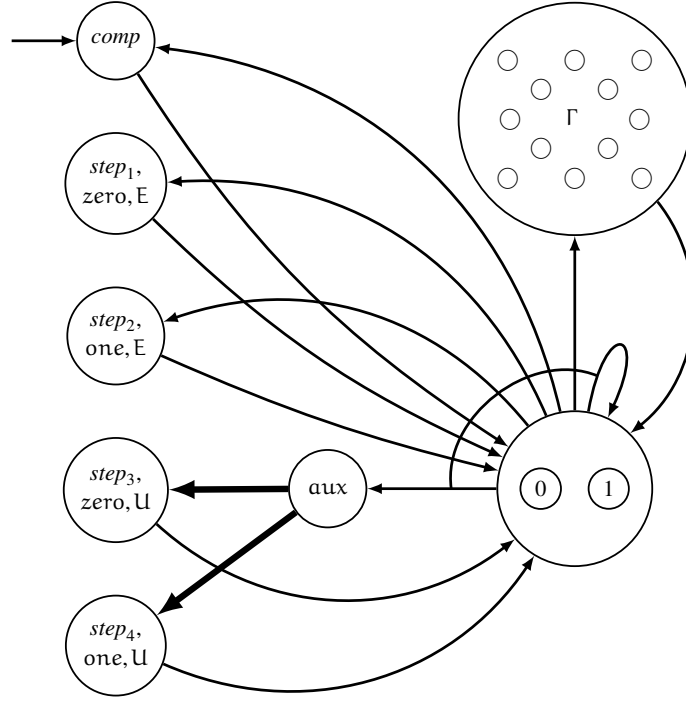 comp
Γ
step₁,
zero, E
step₂,
one, E
step₃,
zero, U
aux
0 1
step₄,
one, U